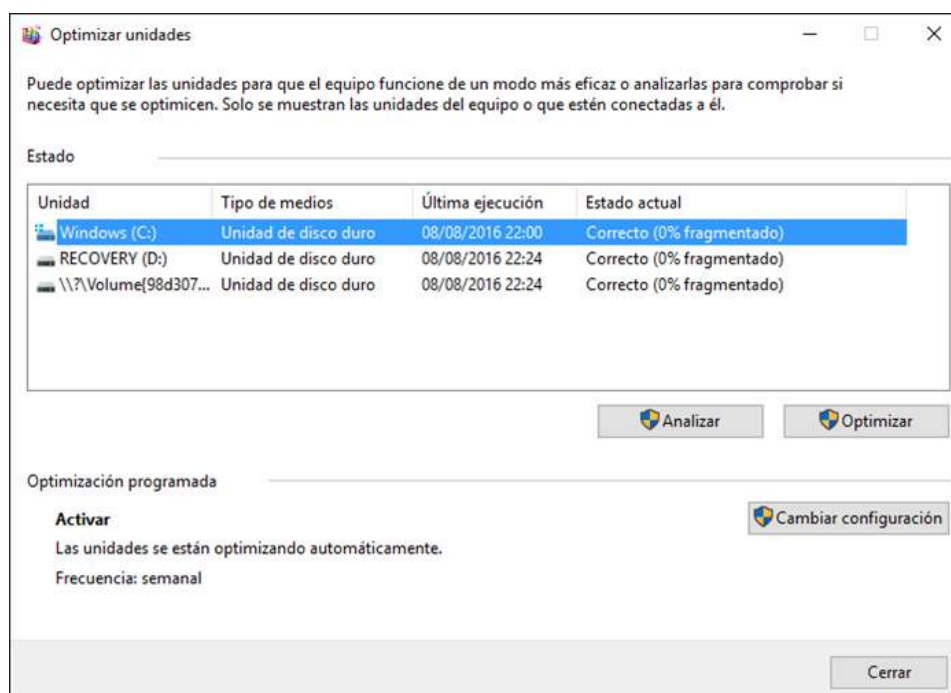 Optimizar unidades
Puede optimizar las unidades para que el equipo funcione de un modo más eficaz o analizarlas para comprobar si
necesita que se optimicen. Solo se muestran las unidades del equipo o que estén conectadas a él.
Estado
Unidad Tipo de medios Última ejecución Estado actual
Windows (C:) Unidad de disco duro 08/08/2016 22:00 Correcto (0% fragmentado)
RECOVERY (D:) Unidad de disco duro 08/08/2016 22:24 Correcto (0% fragmentado)
\\?\Volume{98d307... Unidad de disco duro 08/08/2016 22:24 Correcto (0% fragmentado)
Analizar Optimizar
Optimización programada
Activar Cambiar configuración
Las unidades se están optimizando automáticamente.
Frecuencia: semanal
Cerrar